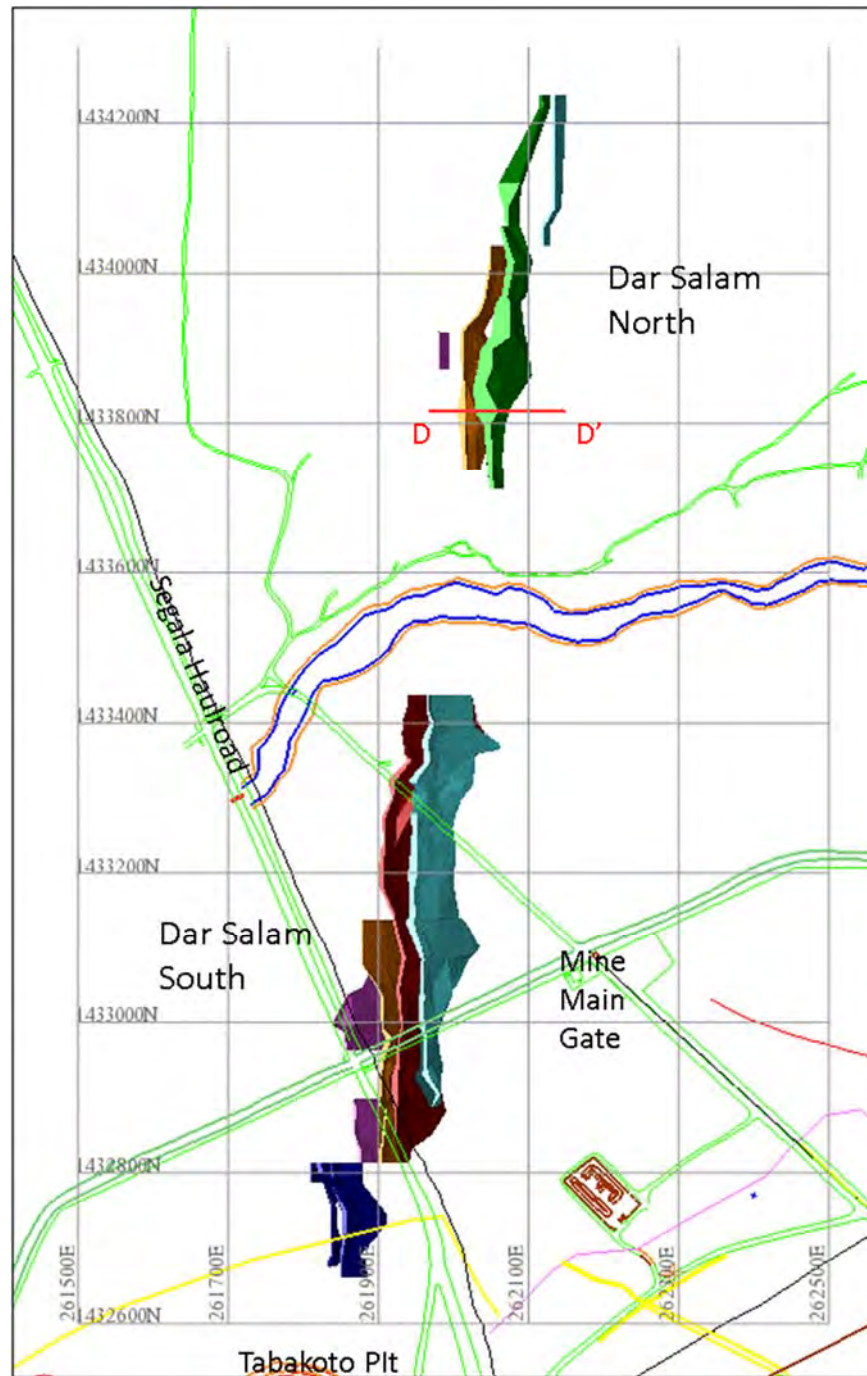 1434200N
Dar Salam
North
1434000N
1433800N
D
D'
1433600N
Segala Haulroad
1433400N
1433200N
Dar Salam
South
Mine
Main
Gate
1433000N
1432800N
261500E
261700E
261900E
262100E
262300E
262500E
1432600N
Tabakoto Plt